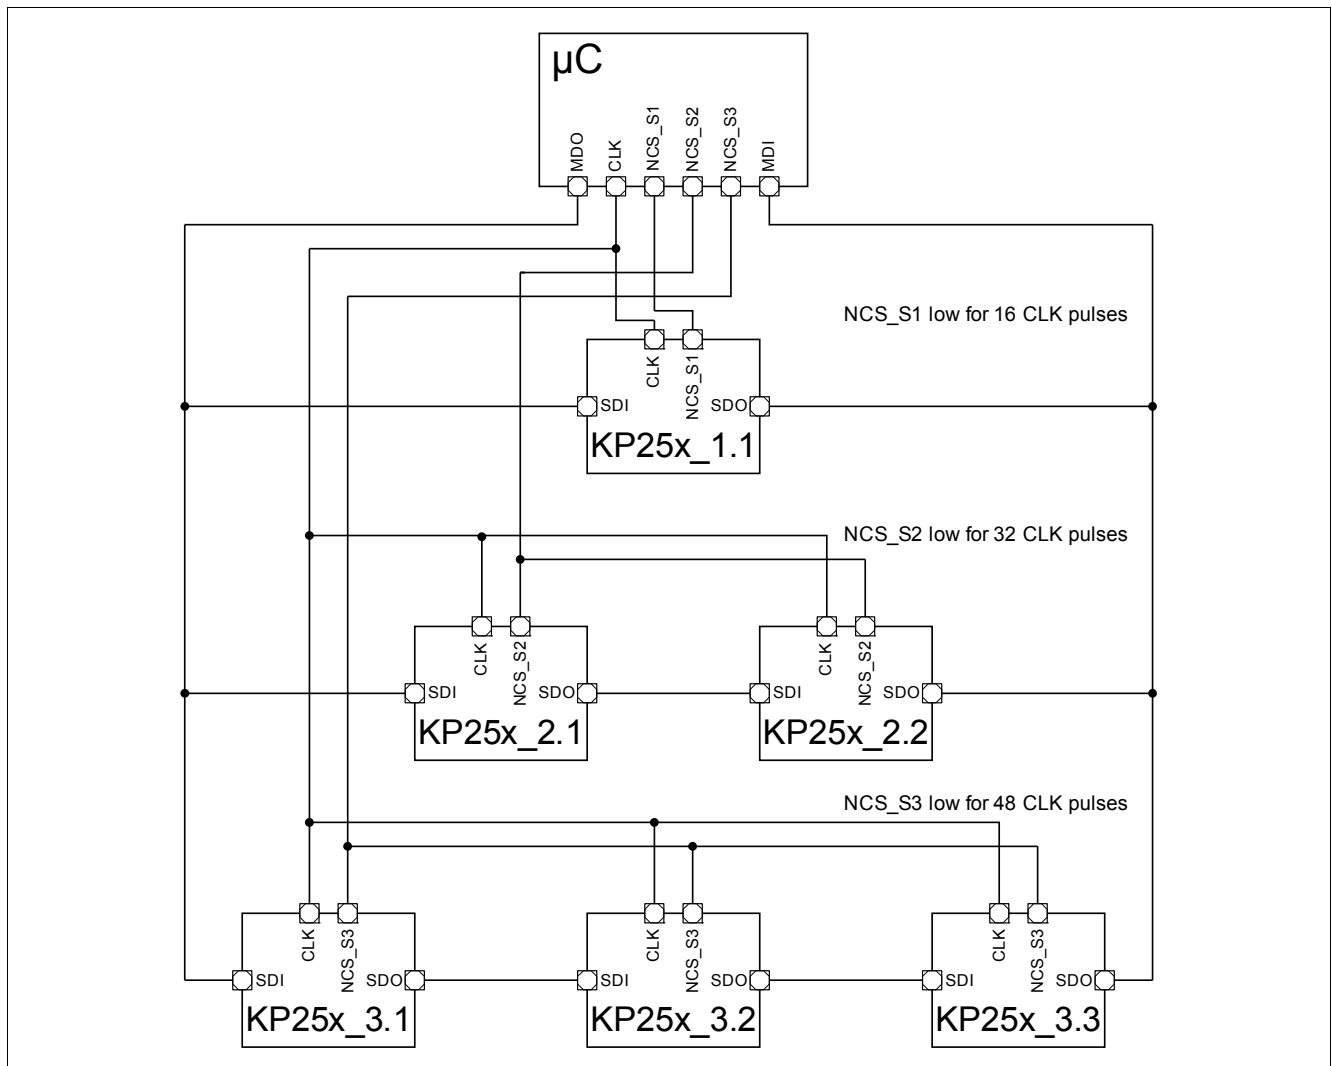 µC
MDO
CLK
NCS_S1
NCS_S2
NCS_S3
MDI
NCS_S1 low for 16 CLK pulses
CLK
NCS_S1
SDI
SDO
KP25x_1.1
NCS_S2 low for 32 CLK pulses
CLK
NCS_S2
SDI
SDO
KP25x_2.1
CLK
NCS_S2
SDI
SDO
KP25x_2.2
NCS_S3 low for 48 CLK pulses
CLK
NCS_S3
SDI
SDO
KP25x_3.1
CLK
NCS_S3
SDI
SDO
KP25x_3.2
CLK
NCS_S3
SDI
SDO
KP25x_3.3